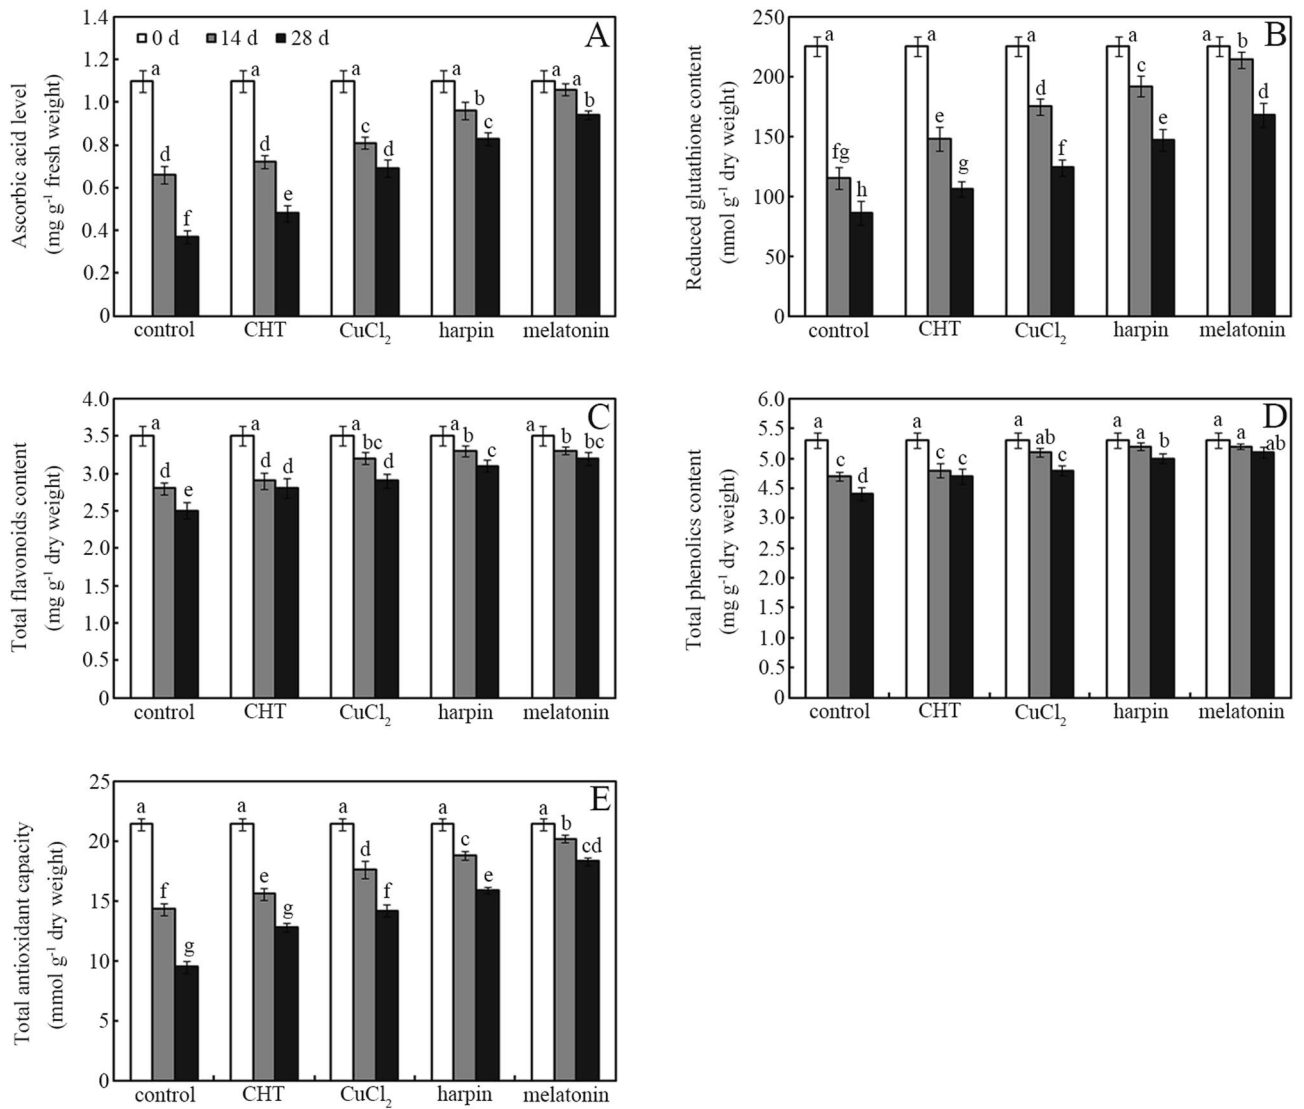 A
0 d 14 d 28 d
Ascorbic acid level
(mg g⁻¹ fresh weight)
1.4
1.2
1.0
0.8
0.6
0.4
0.2
0
a d f a d e a c d a b c a a b
control CHT CuCl₂ harpin melatonin
B
Reduced glutathione content
(nmol g⁻¹ dry weight)
250
200
150
100
50
0
a fg h a e g a d f a c e a b d
control CHT CuCl₂ harpin melatonin
C
Total flavonoids content
(mg g⁻¹ dry weight)
4.0
3.5
3.0
2.5
2.0
1.5
1.0
0.5
0
a d e a d d a bc d a b c a b bc
control CHT CuCl₂ harpin melatonin
D
Total phenolics content
(mg g⁻¹ dry weight)
6.0
5.5
5.0
4.5
4.0
3.5
3.0
2.5
2.0
1.5
1.0
0.5
0
a c d a c c a ab c a a b a a ab
control CHT CuCl₂ harpin melatonin
E
Total antioxidant capacity
(mmol g⁻¹ dry weight)
25
20
15
10
5
0
a f g a e g a d f a c e a b cd
control CHT CuCl₂ harpin melatonin